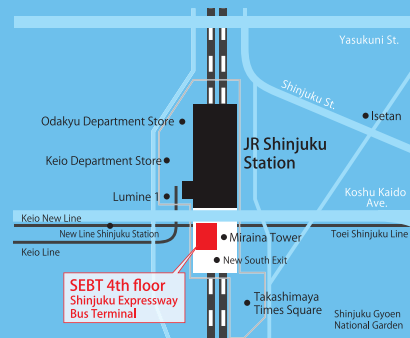 Yasukuni St.
Shinjuku St.
Isetan
Odakyu Department Store
JR Shinjuku
Station
Keio Department Store
Lumine 1
Koshu Kaido
Ave.
Keio New Line
New Line Shinjuku Station
Miraina Tower
Toei Shinjuku Line
Keio Line
New South Exit
SEBT 4th floor
Shinjuku Expressway
Bus Terminal
Takashimaya
Times Square
Shinjuku Gyoen
National Garden